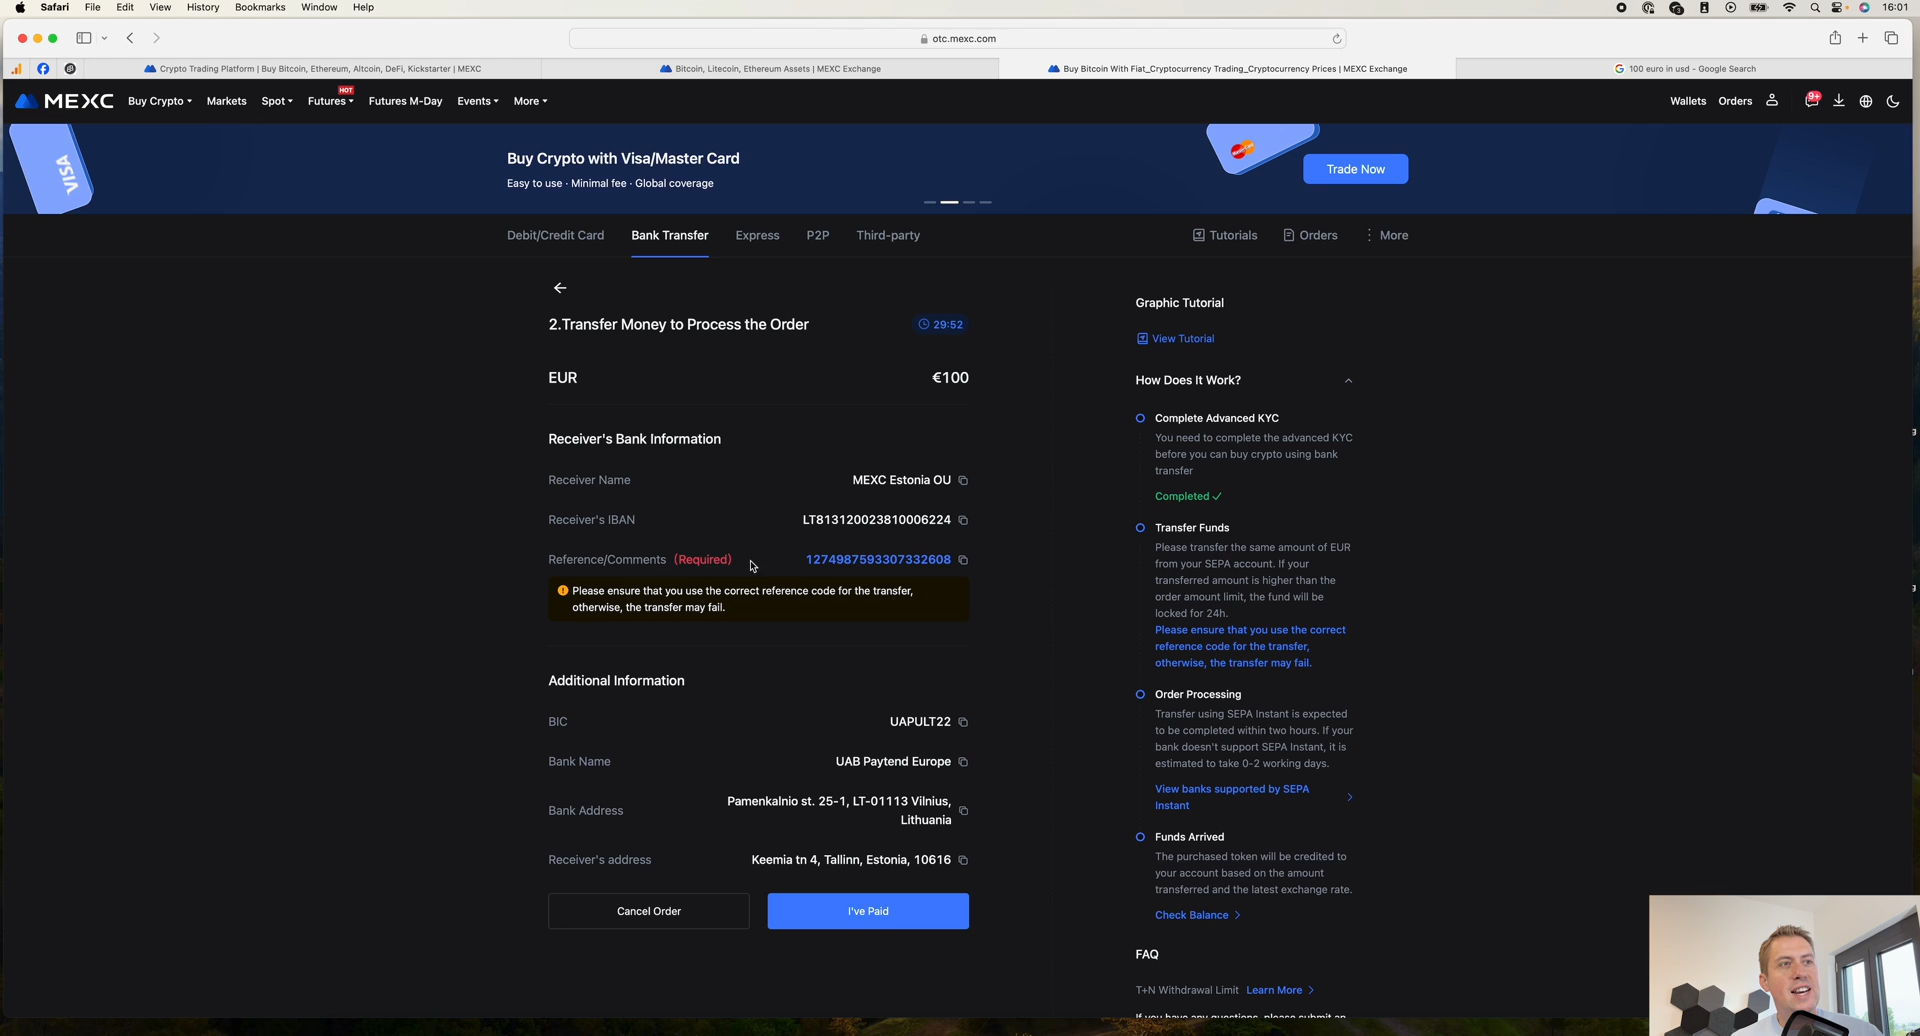 Safari File Edit View History Bookmarks Window Help 16:01
otc.mexc.com
Crypto Trading Platform | Buy Bitcoin, Ethereum, Altcoin, DeFi, Kickstarter | MEXC
Bitcoin, Litecoin, Ethereum Assets | MEXC Exchange
Buy Bitcoin With Fiat_Cryptocurrency Trading_Cryptocurrency Prices | MEXC Exchange
100 euro in usd - Google Search
MEXC Buy Crypto Markets Spot Futures HOT Futures M-Day Events More Wallets Orders 9+
VISA
Buy Crypto with Visa/Master Card
Easy to use · Minimal fee · Global coverage
Trade Now
Debit/Credit Card Bank Transfer Express P2P Third-party Tutorials Orders More
2.Transfer Money to Process the Order 29:52
EUR €100
Receiver's Bank Information
Receiver Name MEXC Estonia OU
Receiver's IBAN LT813120023810006224
Reference/Comments (Required) 1274987593307332608
Please ensure that you use the correct reference code for the transfer,
otherwise, the transfer may fail.
Additional Information
BIC UAPULT22
Bank Name UAB Paytend Europe
Bank Address Pamenkalnio st. 25-1, LT-01113 Vilnius,
Lithuania
Receiver's address Keemia tn 4, Tallinn, Estonia, 10616
Cancel Order I've Paid
Graphic Tutorial
View Tutorial
How Does It Work?
Complete Advanced KYC
You need to complete the advanced KYC
before you can buy crypto using bank
transfer
Completed
Transfer Funds
Please transfer the same amount of EUR
from your SEPA account. If your
transferred amount is higher than the
order amount limit, the fund will be
locked for 24h.
Please ensure that you use the correct
reference code for the transfer,
otherwise, the transfer may fail.
Order Processing
Transfer using SEPA Instant is expected
to be completed within two hours. If your
bank doesn't support SEPA Instant, it is
estimated to take 0-2 working days.
View banks supported by SEPA
Instant
Funds Arrived
The purchased token will be credited to
your account based on the amount
transferred and the latest exchange rate.
Check Balance
FAQ
T+N Withdrawal Limit Learn More
If you have any questions, please submit an